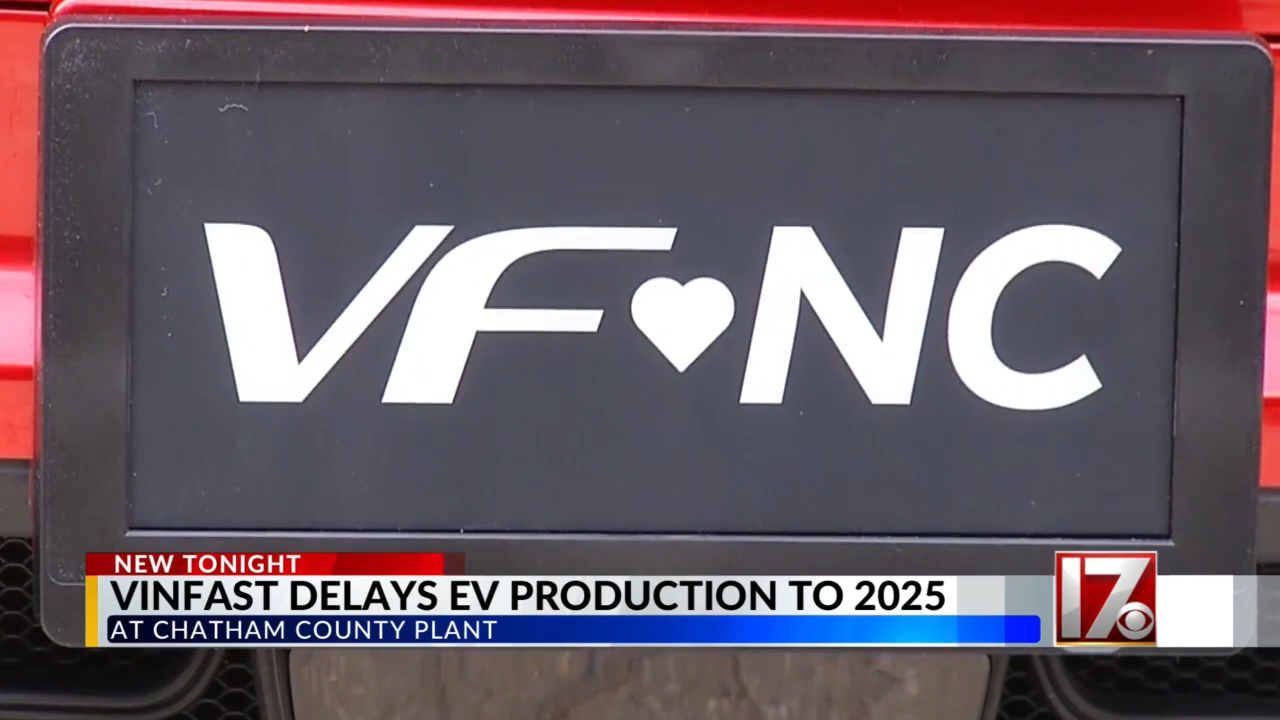 VF♥NC
NEW TONIGHT
VINFAST DELAYS EV PRODUCTION TO 2025
AT CHATHAM COUNTY PLANT
17